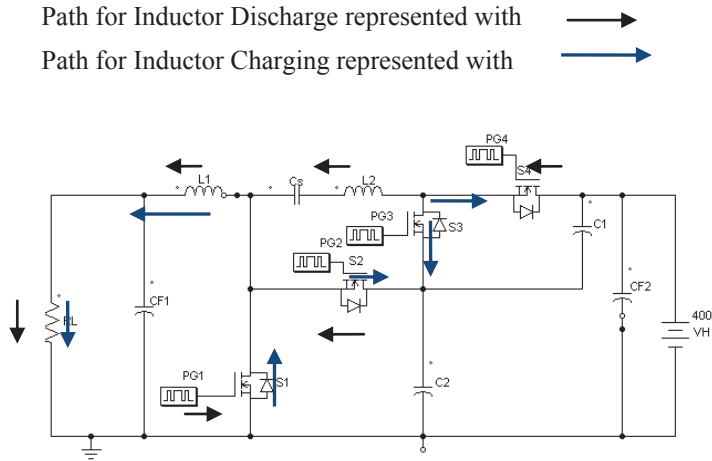 Path for Inductor Discharge represented with
Path for Inductor Charging represented with
PG4
L1
Cs
L2
S4
PG3
S3
C1
PG2
S2
CF1
CF2
RL
400
VH
PG1
S1
C2